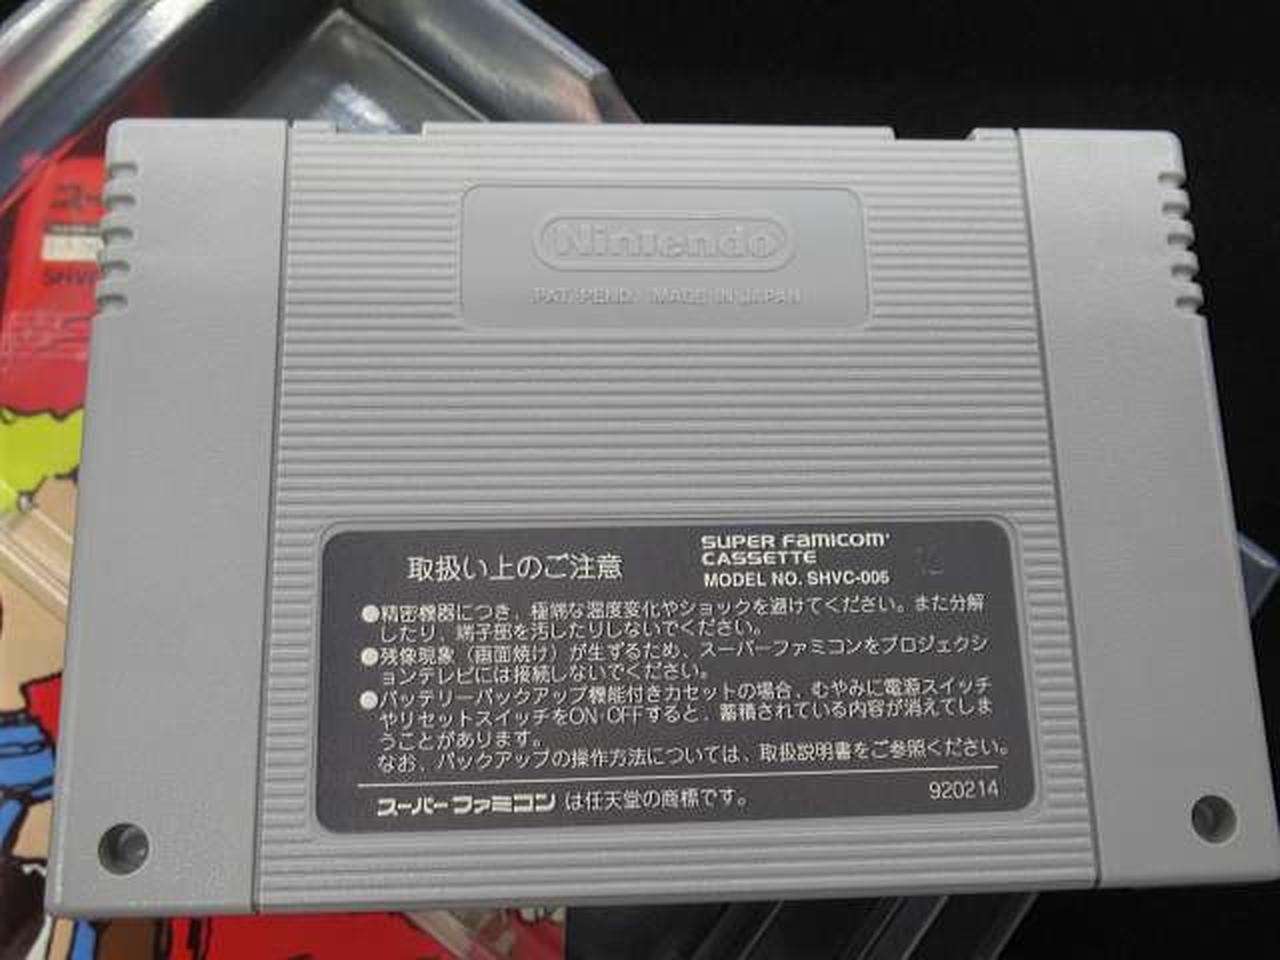 スー
SHV
Nintendo
PAT. PEND. MADE IN JAPAN
取扱い上のご注意
SUPER FAMICOM
CASSETTE
MODEL NO. SHVC-006
●精密機器につき、極端な温度変化やショックを避けてください。また分解
したり、端子部を汚したりしないでください。
●残像現象（画面焼け）が生ずるため、スーパーファミコンをプロジェクシ
ョンテレビには接続しないでください。
●バッテリーバックアップ機能付きカセットの場合、むやみに電源スイッチ
やリセットスイッチをON・OFFすると、蓄積されている内容が消えてしま
うことがあります。
なお、バックアップの操作方法については、取扱説明書をご参照ください。
スーパーファミコン は任天堂の商標です。
920214